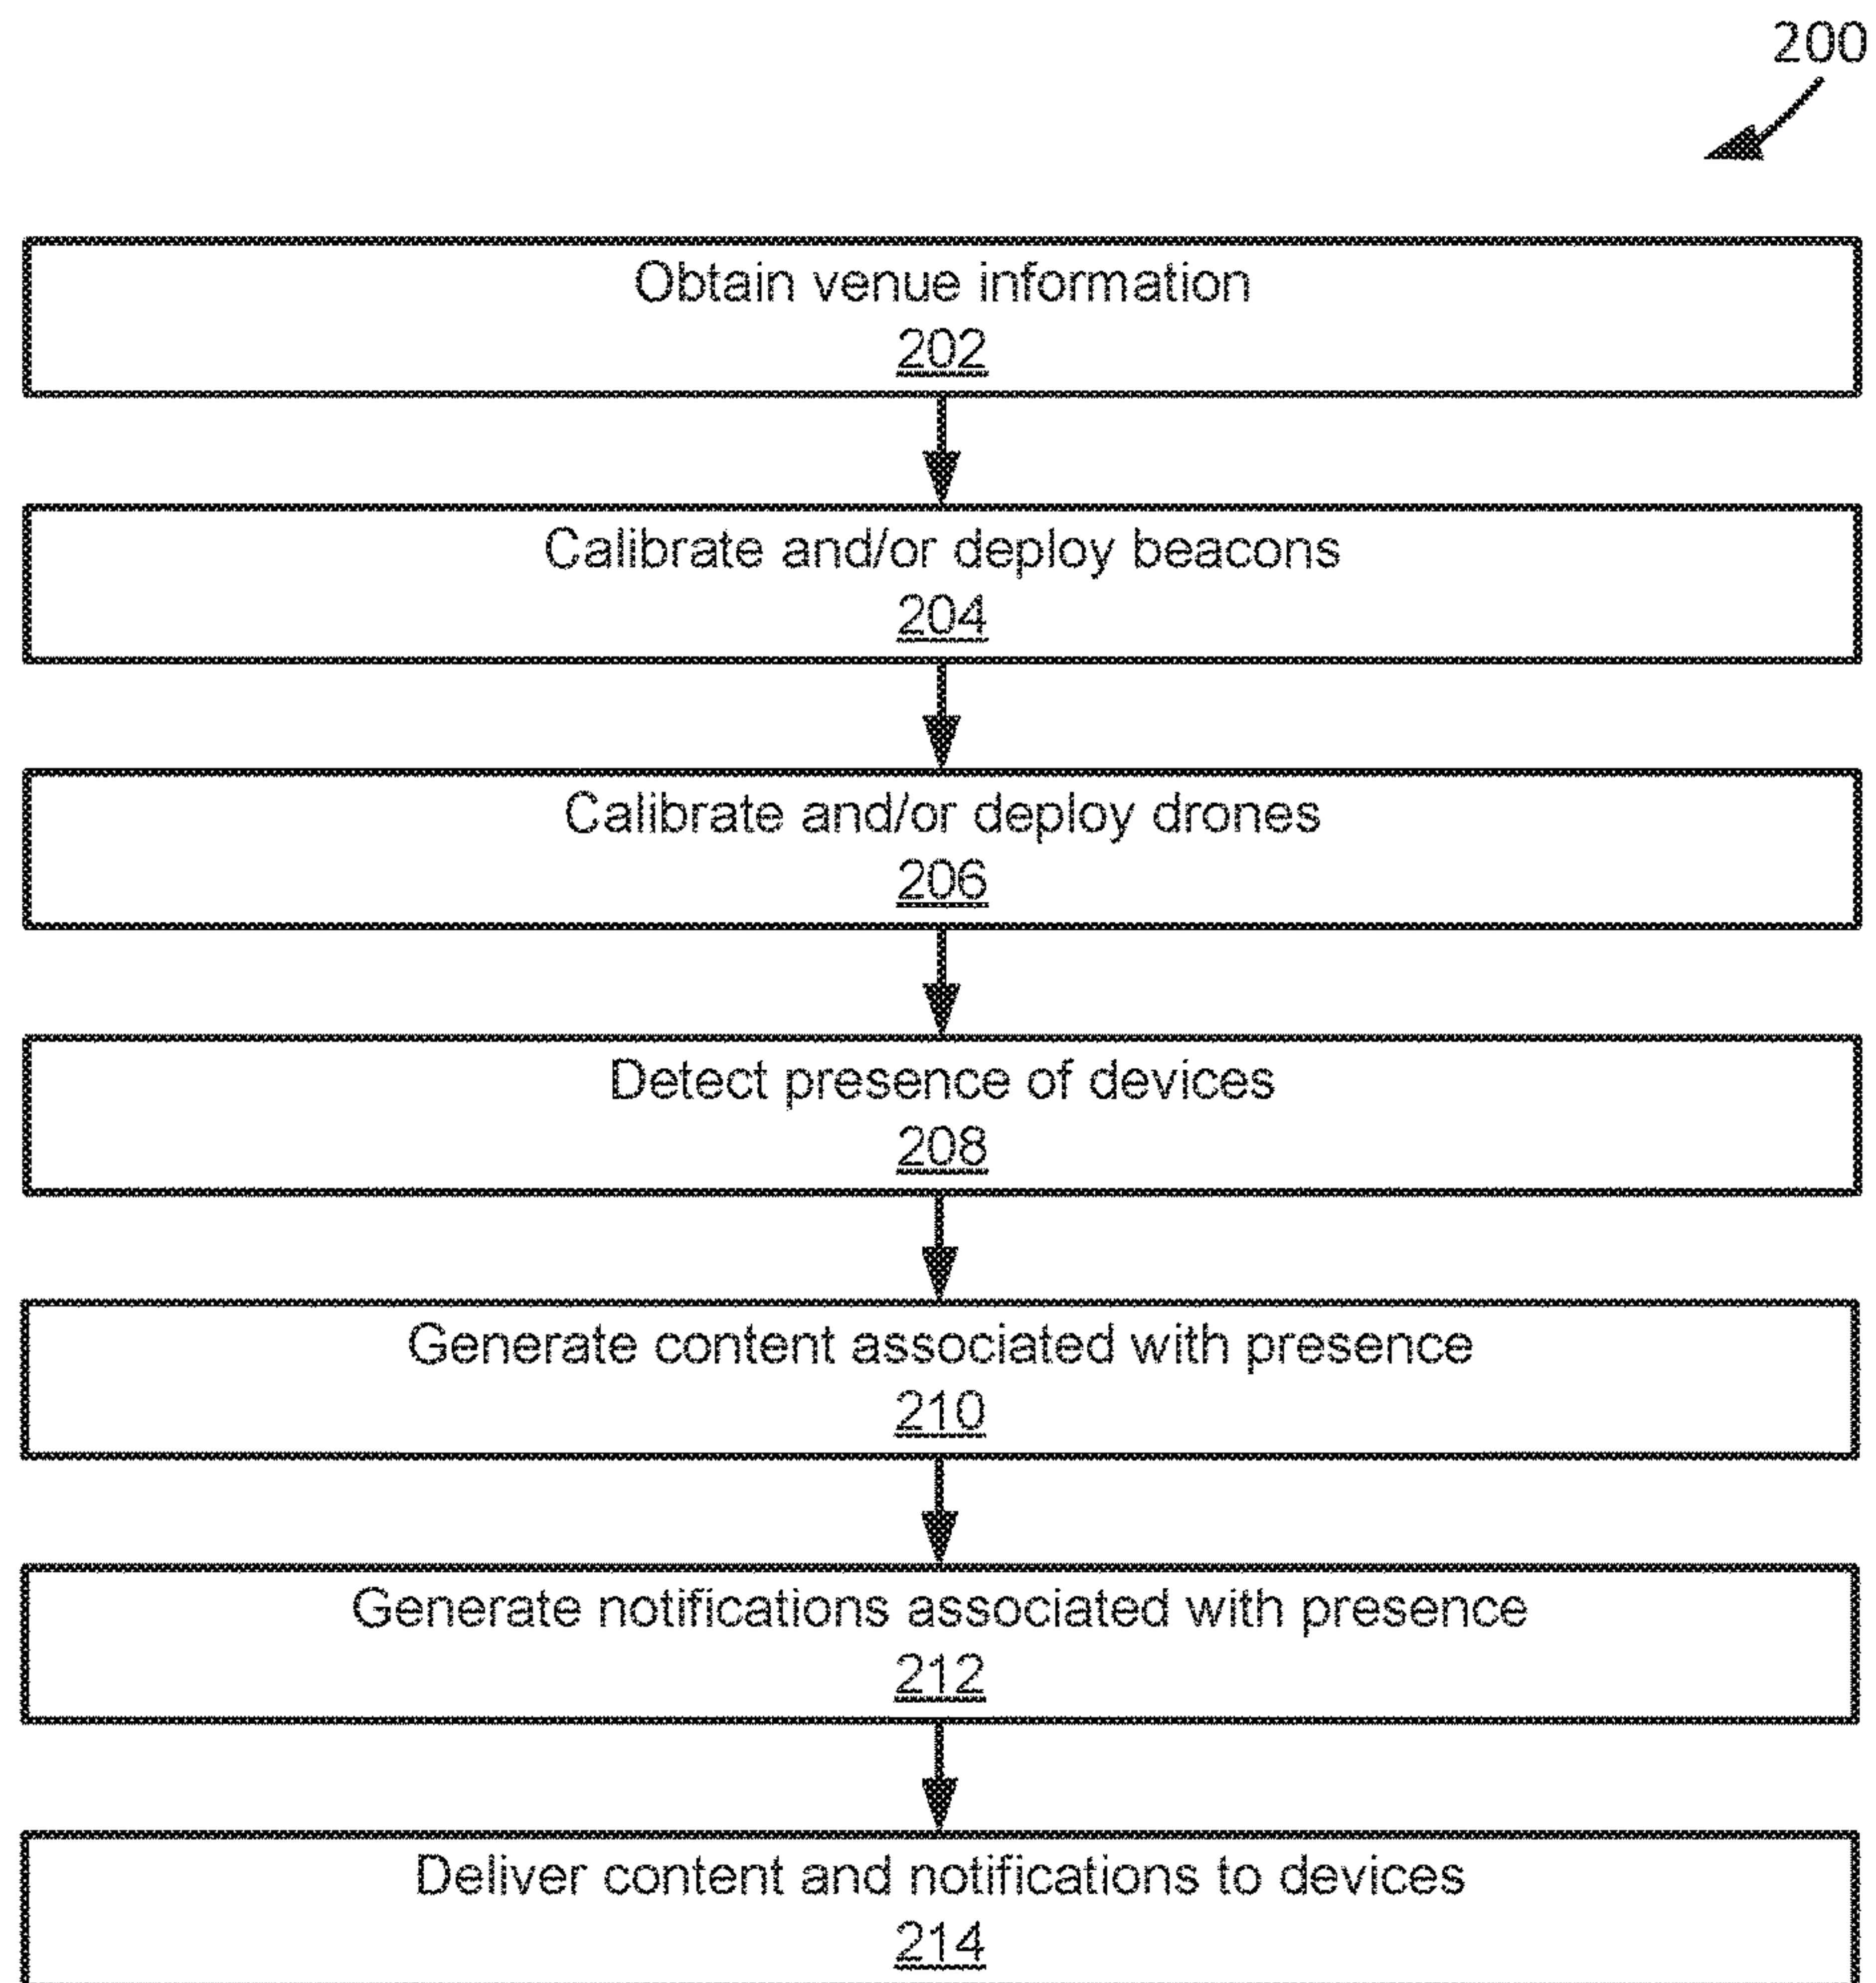 200
Obtain venue information
202
Calibrate and/or deploy beacons
204
Calibrate and/or deploy drones
206
Detect presence of devices
208
Generate content associated with presence
210
Generate notifications associated with presence
212
Deliver content and notifications to devices
214